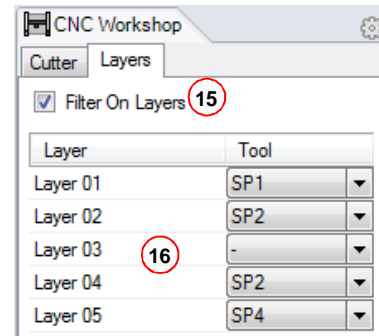 CNC Workshop
Cutter Layers
Filter On Layers 15
Layer Tool
Layer 01 SP1
Layer 02 SP2
Layer 03 16 -
Layer 04 SP2
Layer 05 SP4